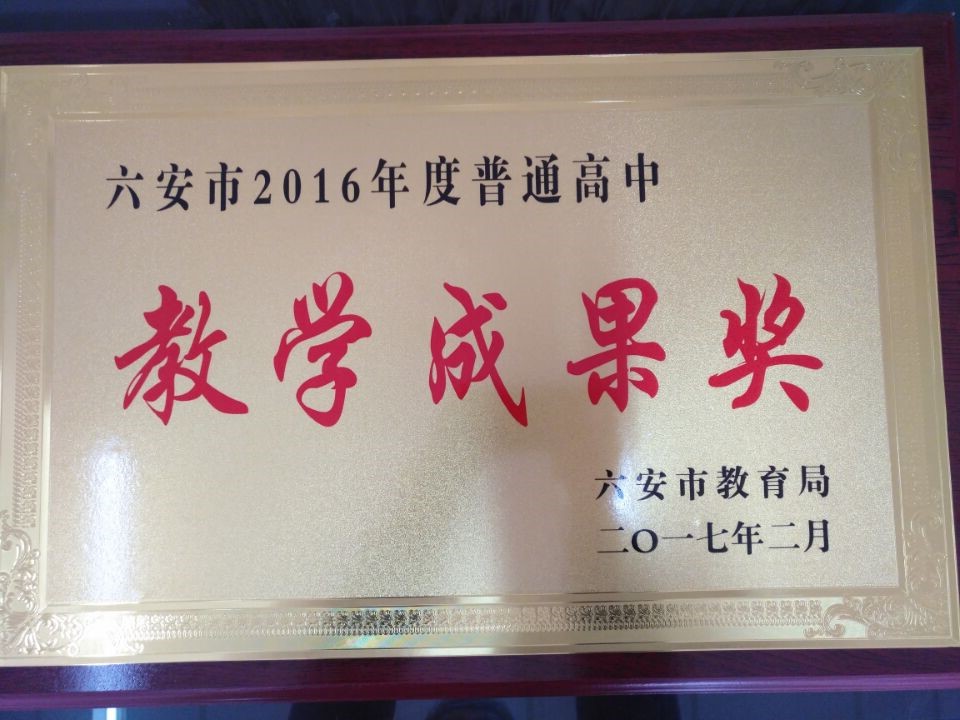 六安市2016年度普通高中
教学成果奖
六安市教育局
二〇一七年二月